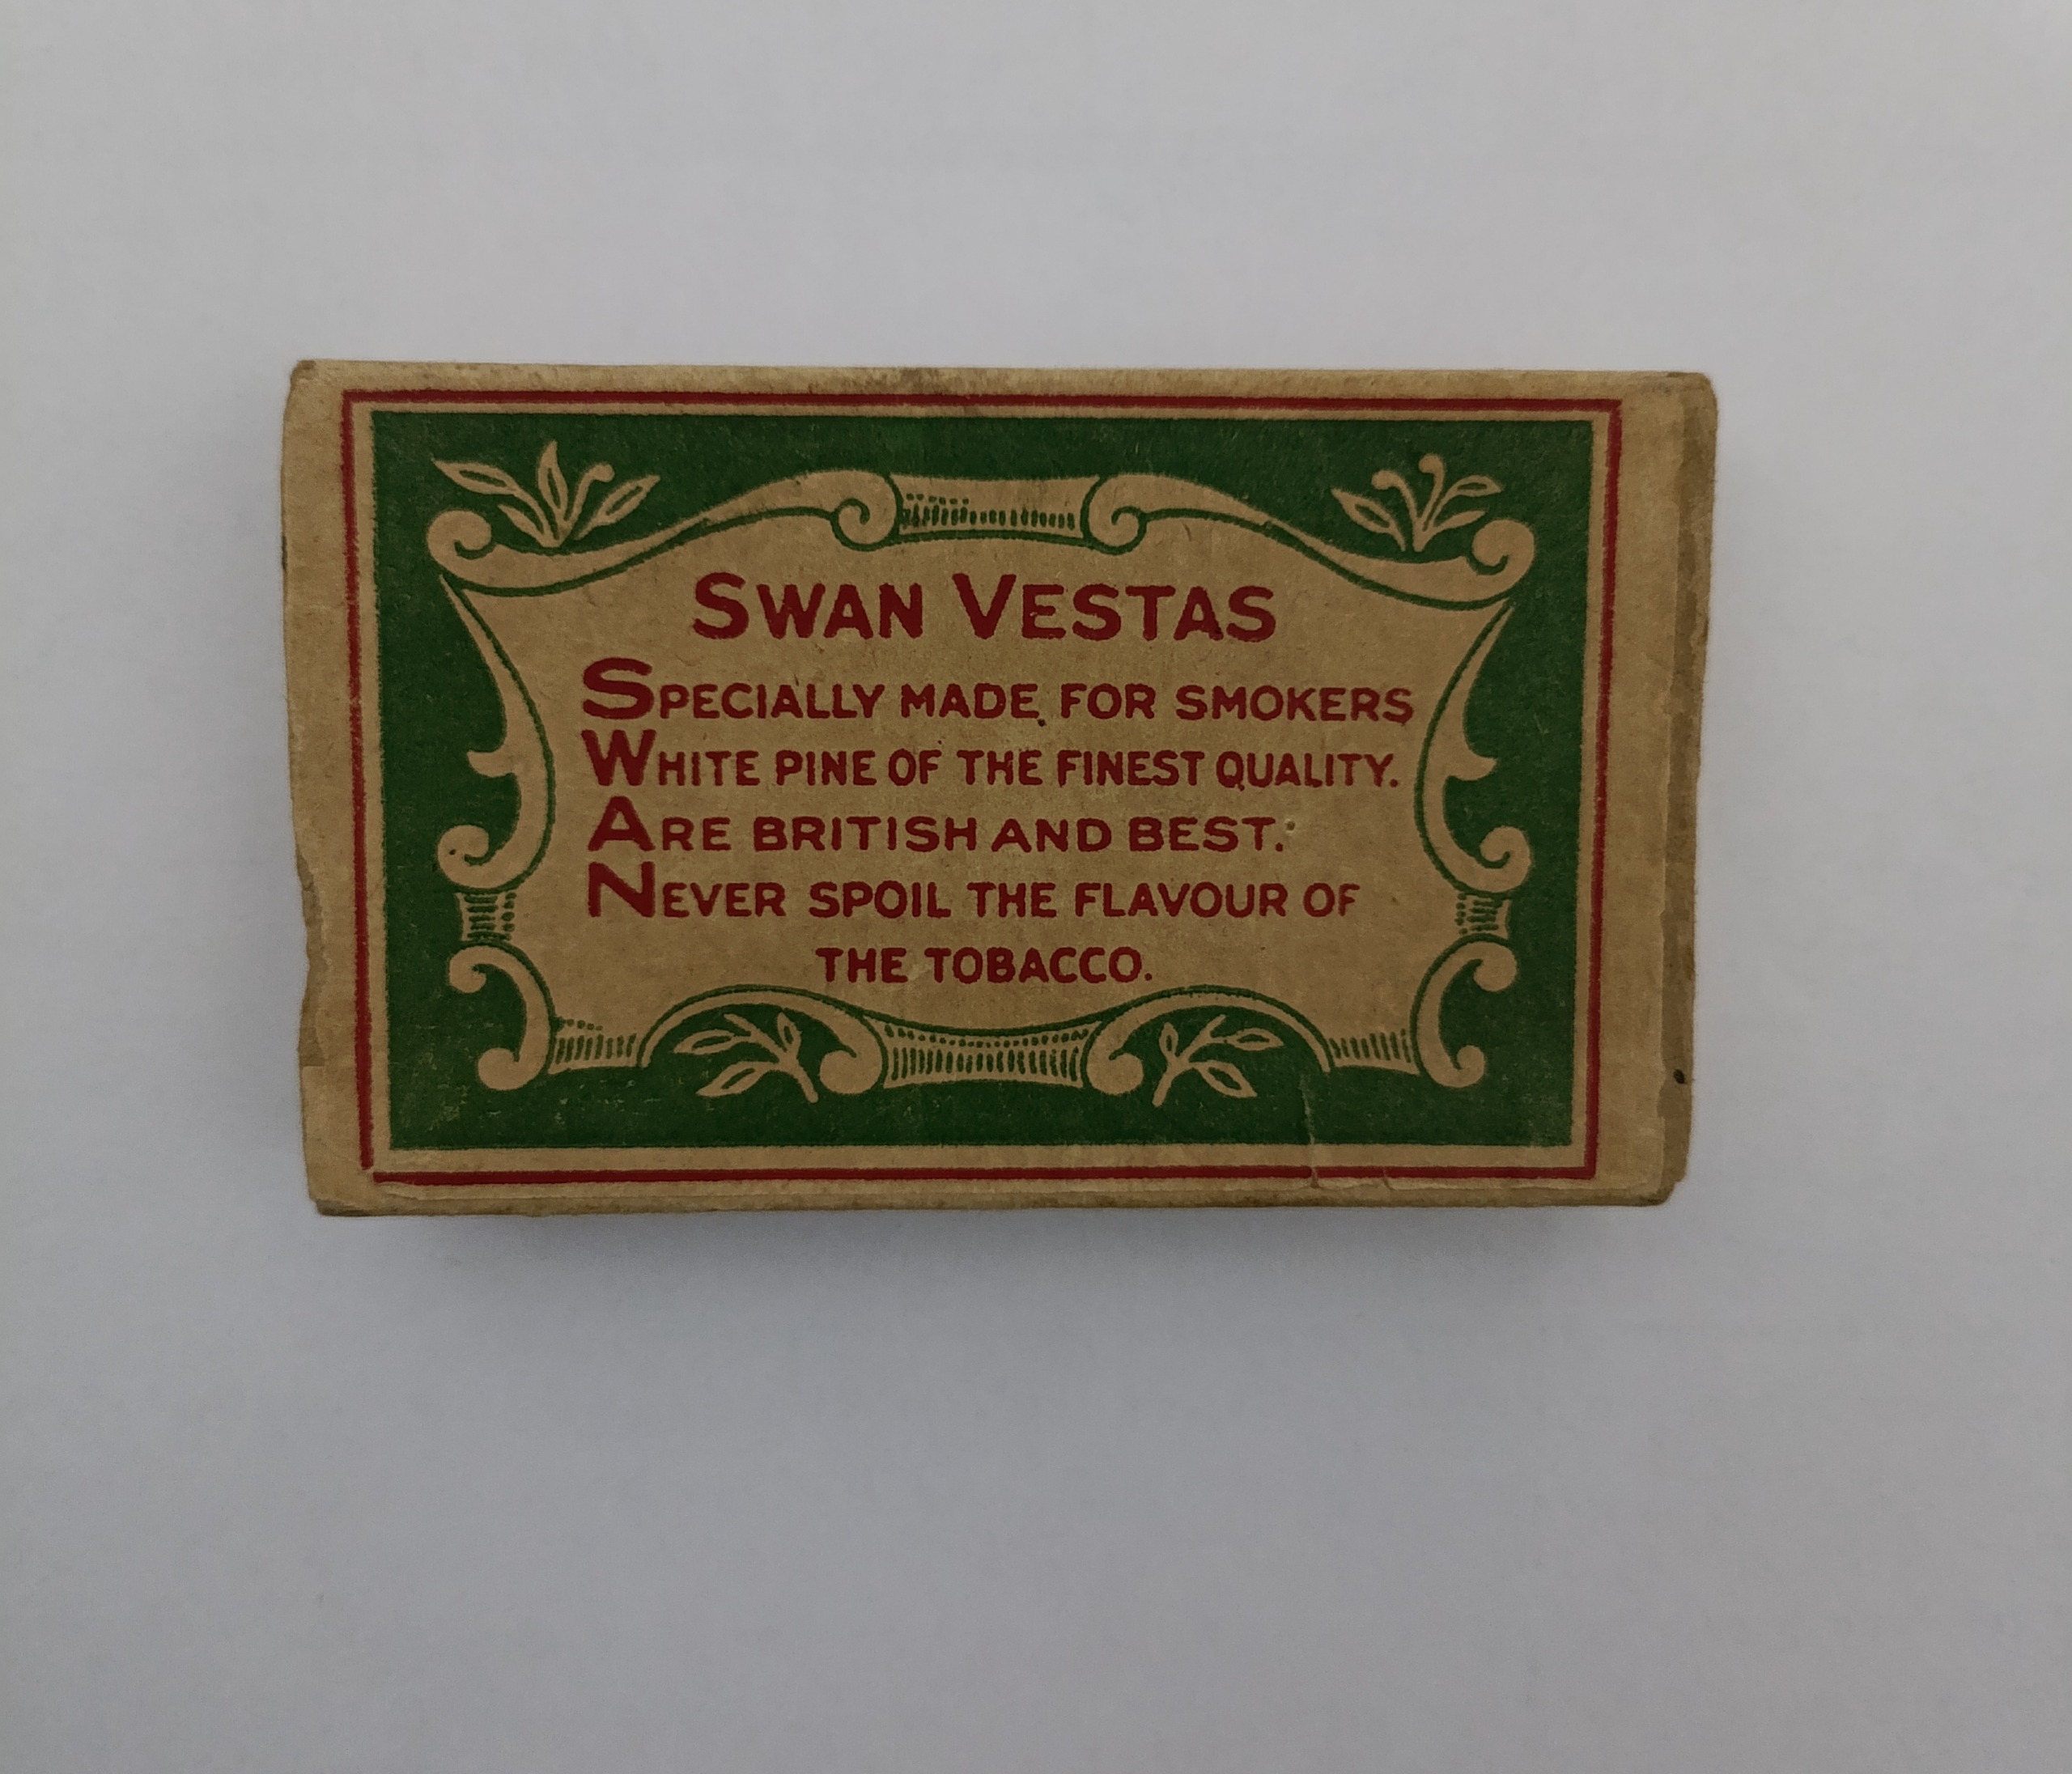 SWAN VESTAS
SPECIALLY MADE FOR SMOKERS
WHITE PINE OF THE FINEST QUALITY.
ARE BRITISH AND BEST.
NEVER SPOIL THE FLAVOUR OF
THE TOBACCO.